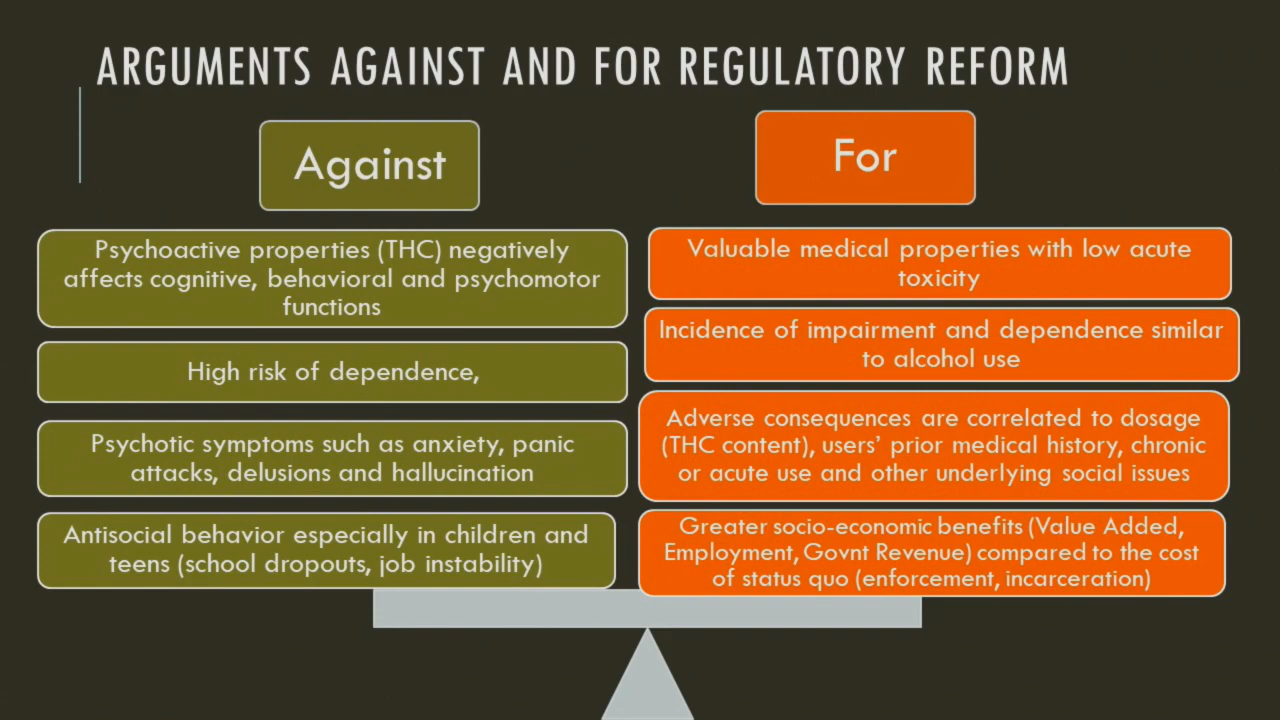 ARGUMENTS AGAINST AND FOR REGULATORY REFORM
Against
Psychoactive properties (THC) negatively
affects cognitive, behavioral and psychomotor
functions
High risk of dependence,
Psychotic symptoms such as anxiety, panic
attacks, delusions and hallucination
Antisocial behavior especially in children and
teens (school dropouts, job instability)
For
Valuable medical properties with low acute
toxicity
Incidence of impairment and dependence similar
to alcohol use
Adverse consequences are correlated to dosage
(THC content), users' prior medical history, chronic
or acute use and other underlying social issues
Greater socio-economic benefits (Value Added,
Employment, Govnt Revenue) compared to the cost
of status quo (enforcement, incarceration)